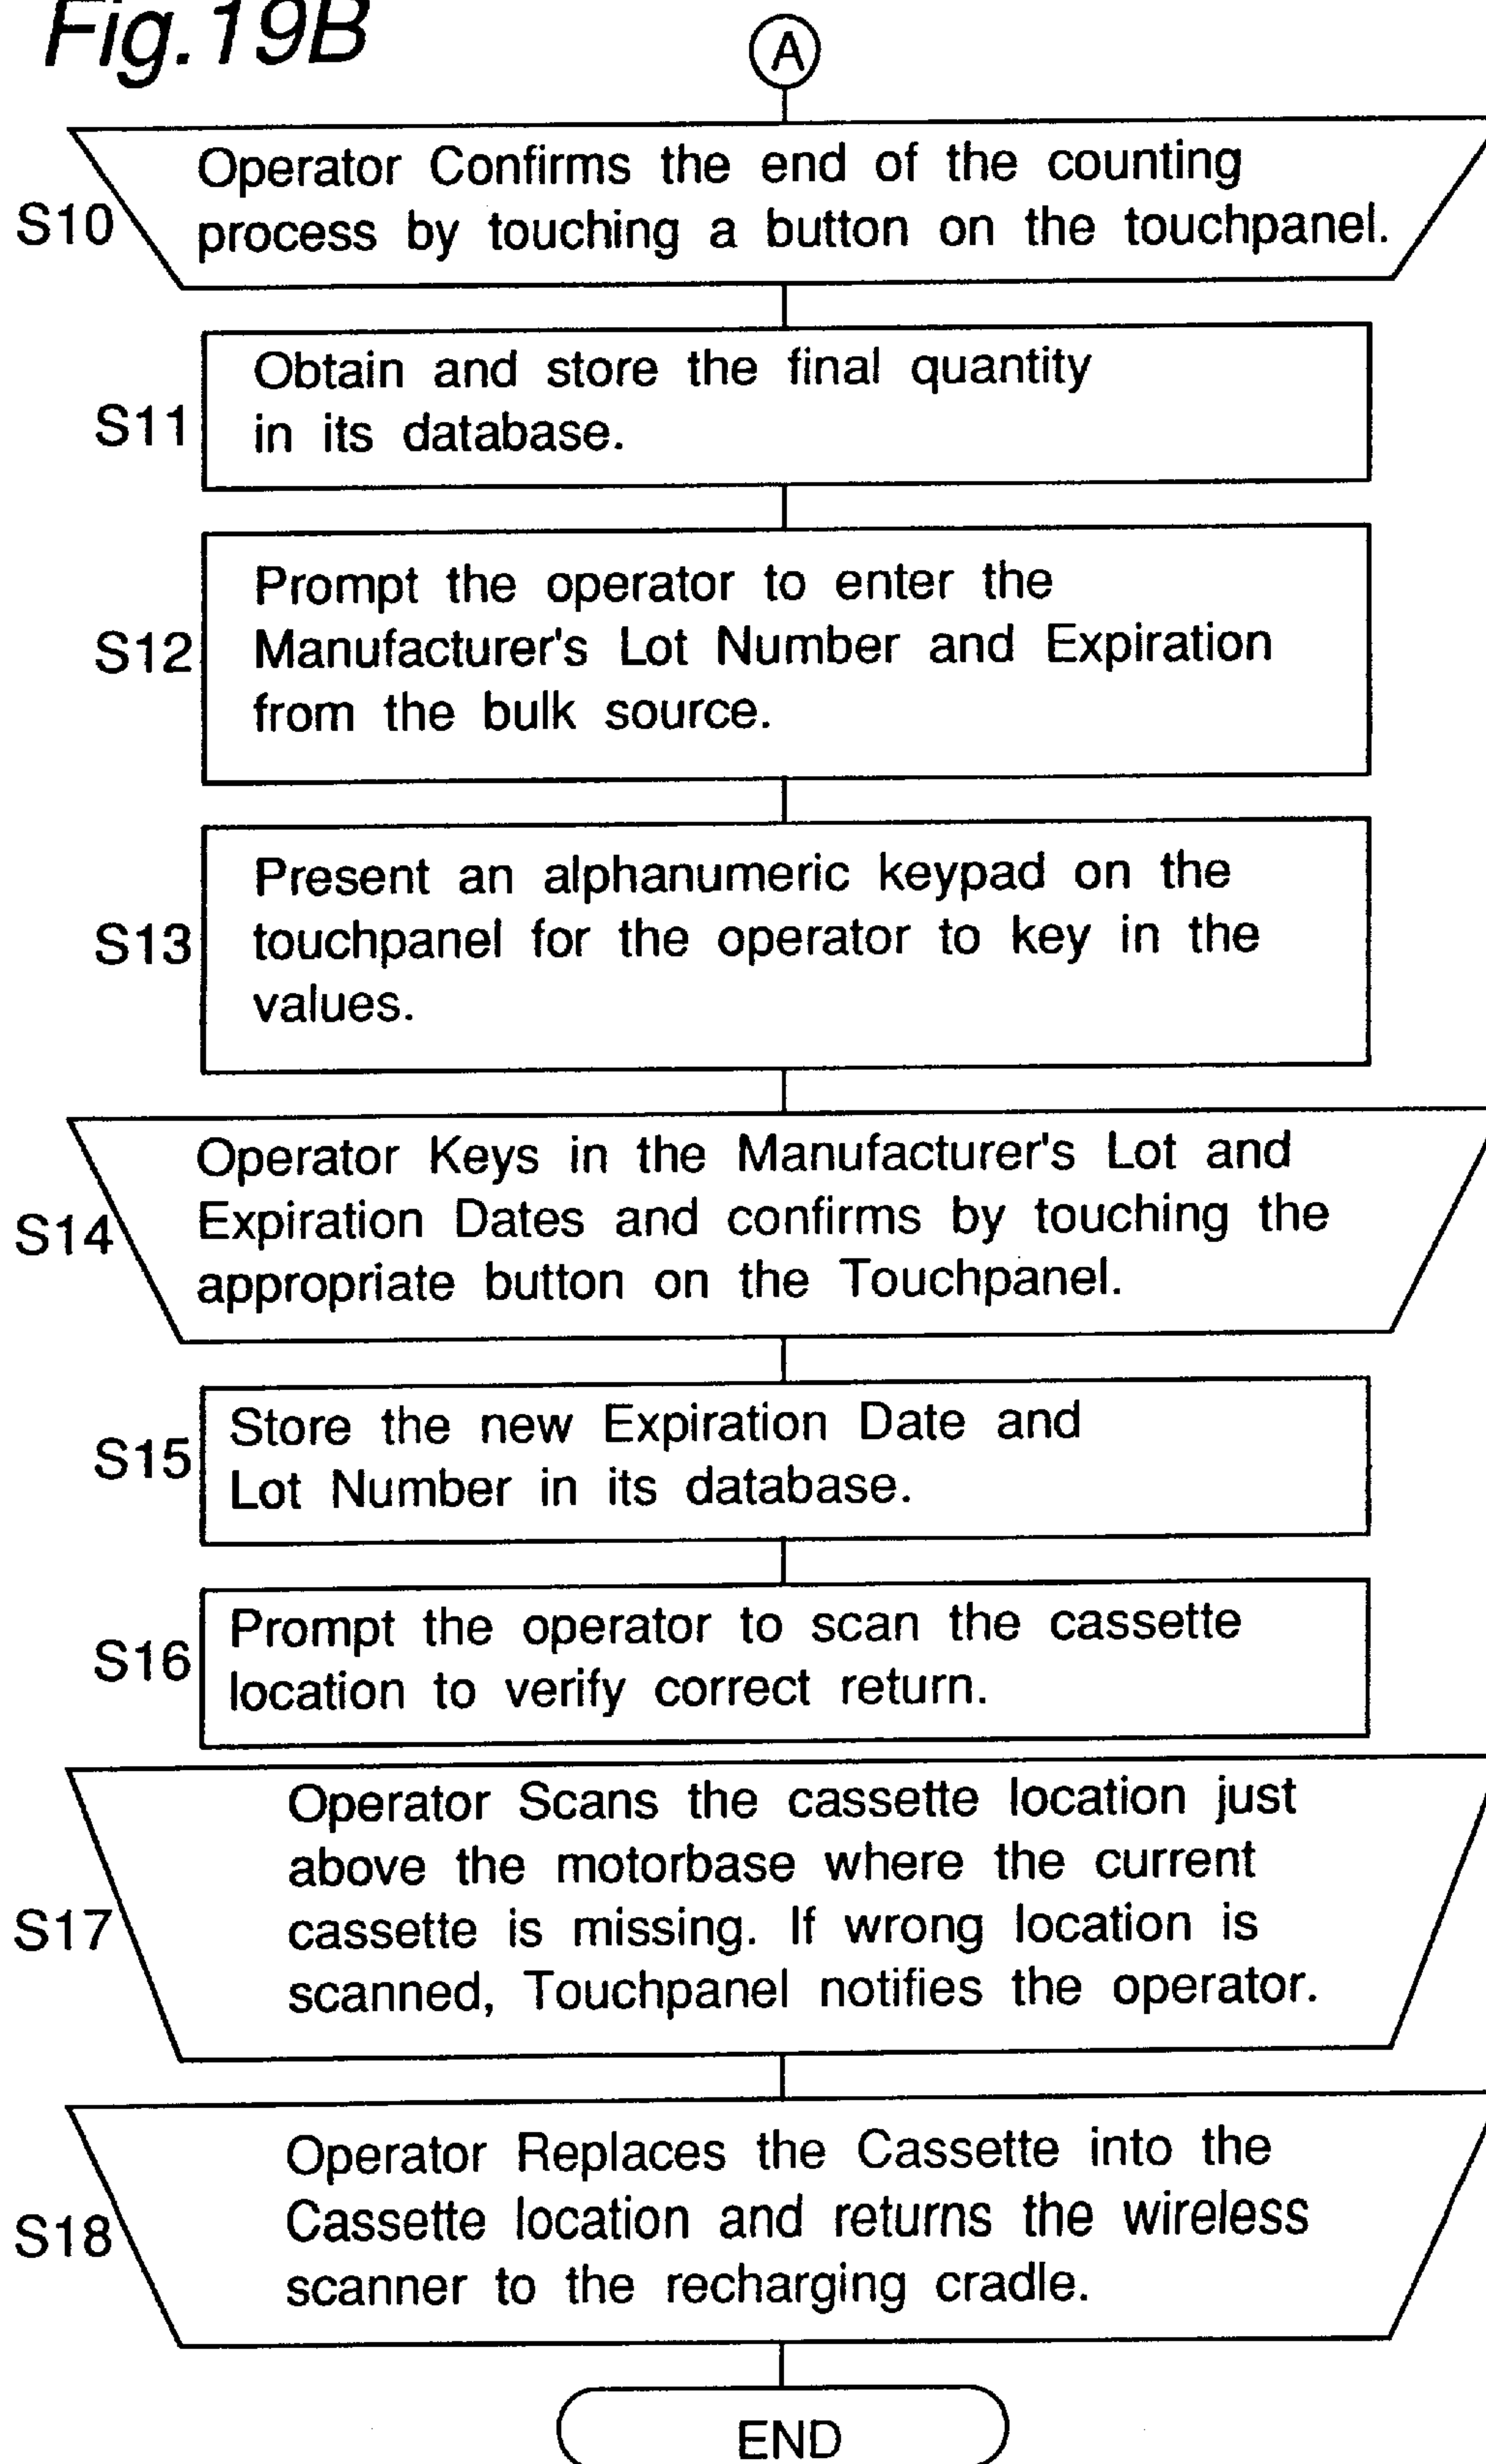 Fig.19B
A
S10
Operator Confirms the end of the counting
process by touching a button on the touchpanel.
S11
Obtain and store the final quantity
in its database.
S12
Prompt the operator to enter the
Manufacturer's Lot Number and Expiration
from the bulk source.
S13
Present an alphanumeric keypad on the
touchpanel for the operator to key in the
values.
S14
Operator Keys in the Manufacturer's Lot and
Expiration Dates and confirms by touching the
appropriate button on the Touchpanel.
S15
Store the new Expiration Date and
Lot Number in its database.
S16
Prompt the operator to scan the cassette
location to verify correct return.
S17
Operator Scans the cassette location just
above the motorbase where the current
cassette is missing. If wrong location is
scanned, Touchpanel notifies the operator.
S18
Operator Replaces the Cassette into the
Cassette location and returns the wireless
scanner to the recharging cradle.
END